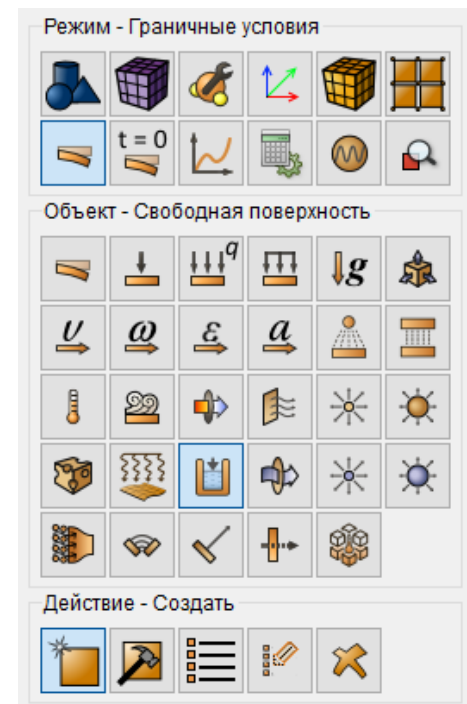 Режим - Граничные условия
t = 0
Объект - Свободная поверхность
q
g
υ ω ε a
Действие - Создать